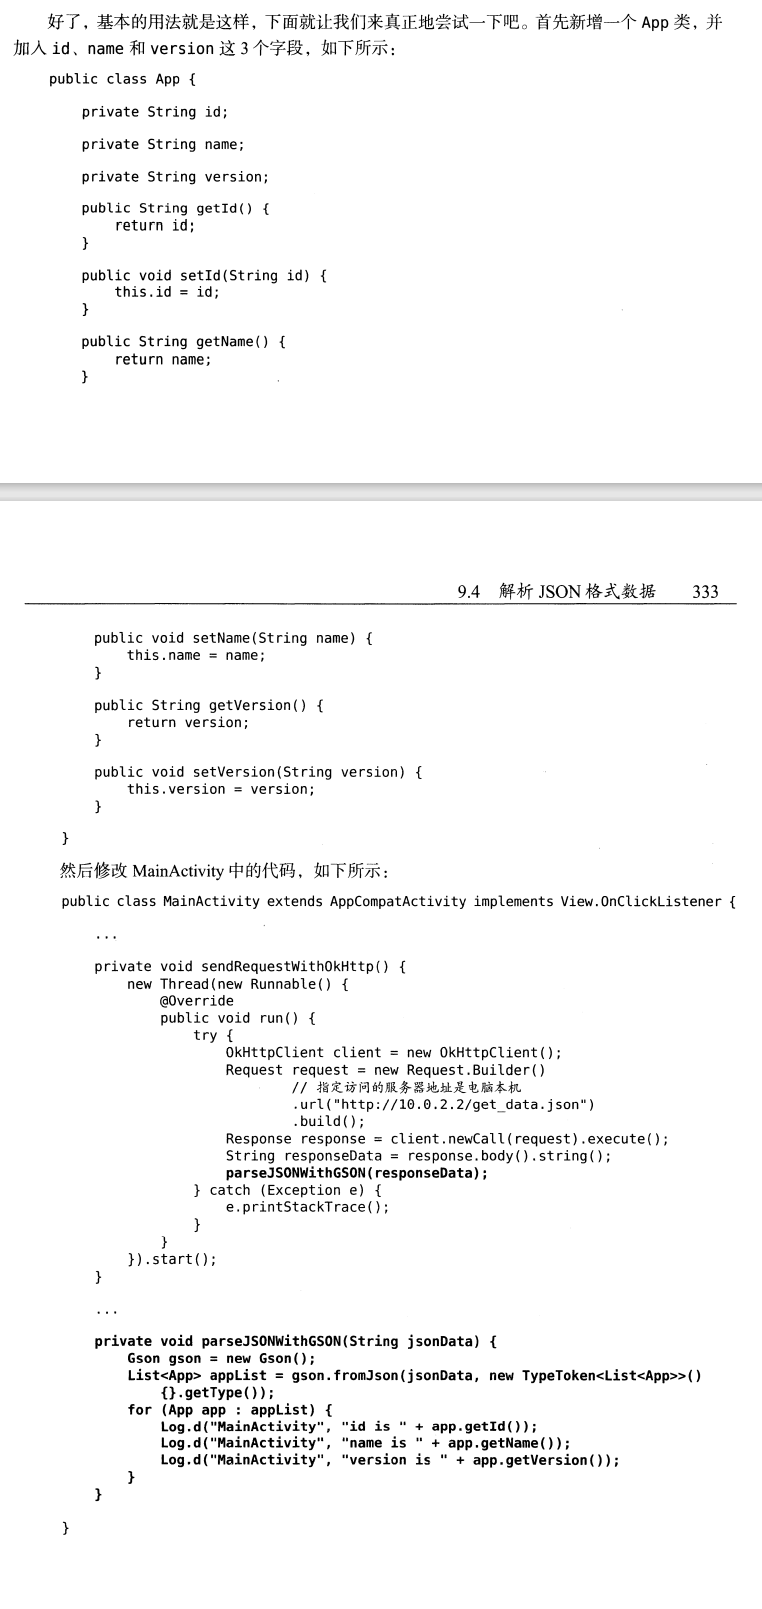 好了，基本的用法就是这样，下面就让我们来真正地尝试一下吧。首先新增一个 App 类，并
加入 id、name 和 version 这 3 个字段，如下所示：
public class App {
private String id;
private String name;
private String version;
public String getId() {
return id;
}
public void setId(String id) {
this.id = id;
}
public String getName() {
return name;
}
9.4 解析 JSON 格式数据 333
public void setName(String name) {
this.name = name;
}
public String getVersion() {
return version;
}
public void setVersion(String version) {
this.version = version;
}
}
然后修改 MainActivity 中的代码，如下所示：
public class MainActivity extends AppCompatActivity implements View.OnClickListener {
...
private void sendRequestWithOkHttp() {
new Thread(new Runnable() {
@Override
public void run() {
try {
OkHttpClient client = new OkHttpClient();
Request request = new Request.Builder()
// 指定访问的服务器地址是电脑本机
.url("http://10.0.2.2/get_data.json")
.build();
Response response = client.newCall(request).execute();
String responseData = response.body().string();
parseJSONWithGSON(responseData);
} catch (Exception e) {
e.printStackTrace();
}
}
}).start();
}
...
private void parseJSONWithGSON(String jsonData) {
Gson gson = new Gson();
List<App> appList = gson.fromJson(jsonData, new TypeToken<List<App>>()
{}.getType());
for (App app : appList) {
Log.d("MainActivity", "id is " + app.getId());
Log.d("MainActivity", "name is " + app.getName());
Log.d("MainActivity", "version is " + app.getVersion());
}
}
}